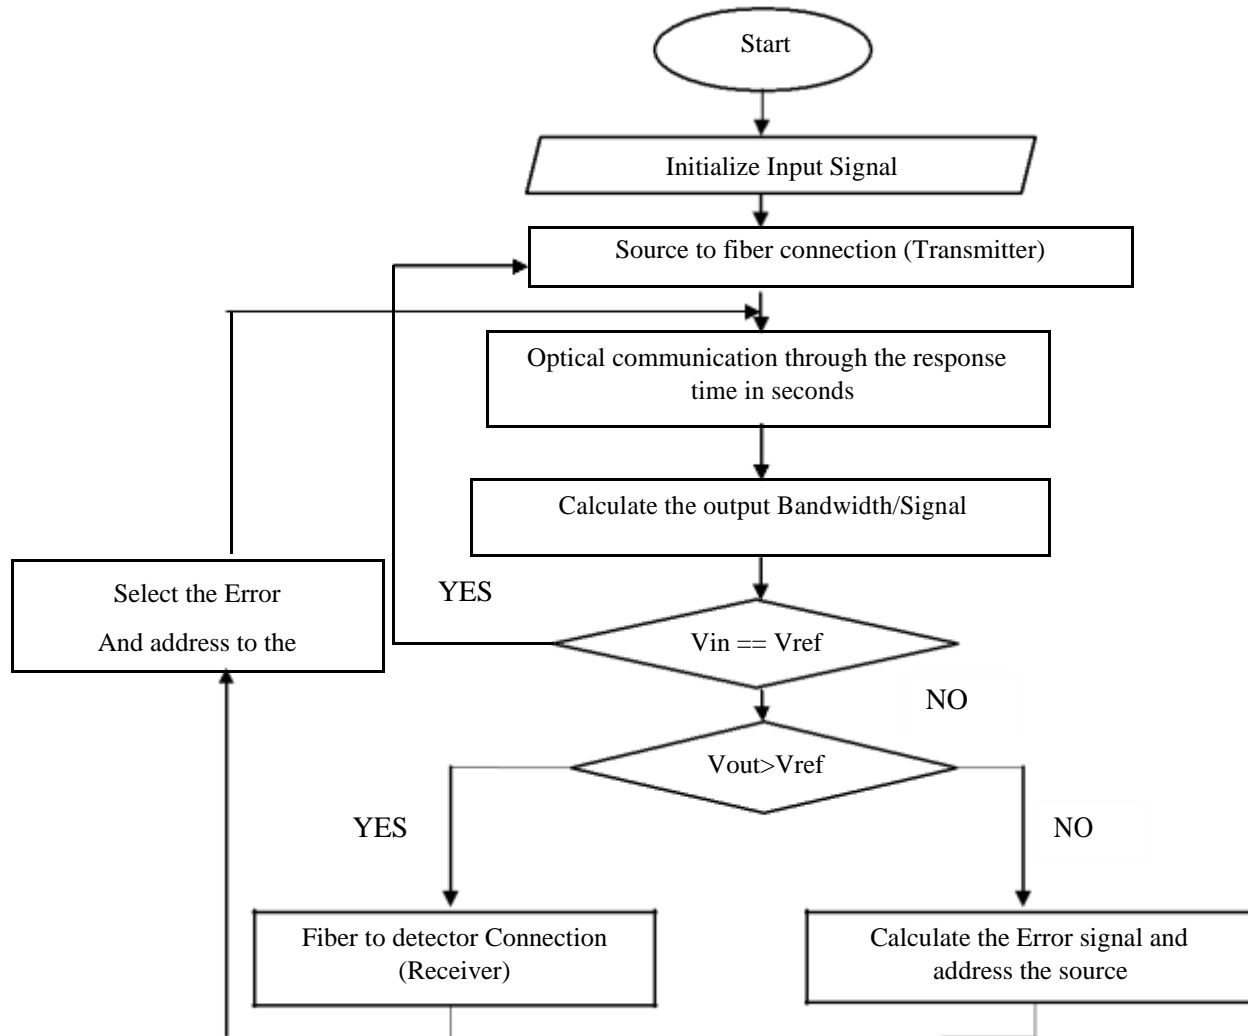 Start
Initialize Input Signal
Source to fiber connection (Transmitter)
Optical communication through the response
time in seconds
Calculate the output Bandwidth/Signal
Select the Error
And address to the
YES
Vin == Vref
NO
Vout>Vref
YES
NO
Fiber to detector Connection
(Receiver)
Calculate the Error signal and
address the source